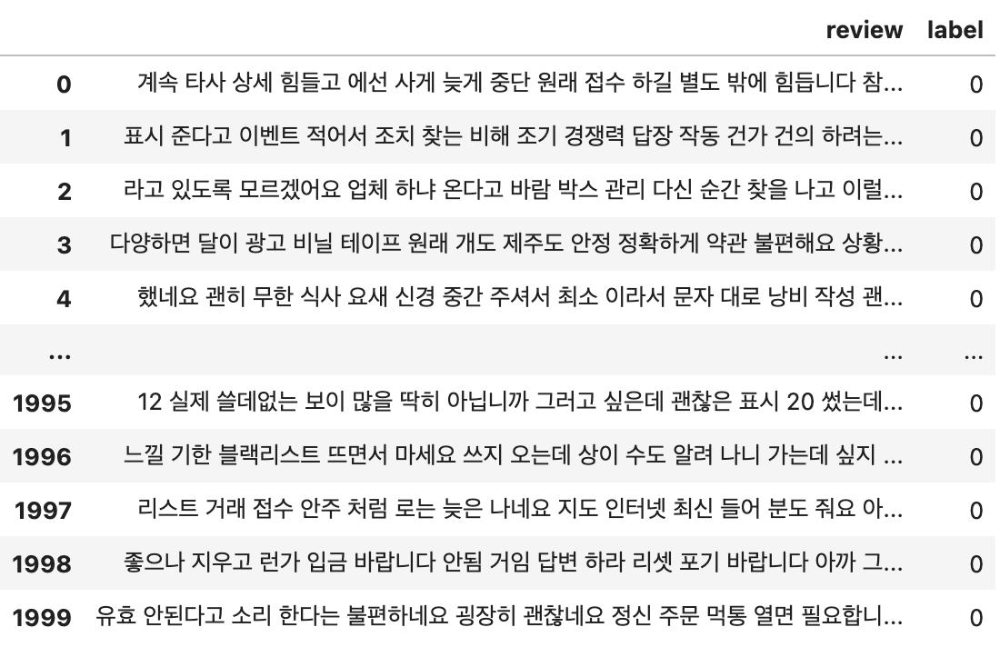 review label
0 계속 타사 상세 힘들고 에선 사게 늦게 중단 원래 접수 하길 별도 밖에 힘듭니다 참... 0
1 표시 준다고 이벤트 적어서 조치 찾는 비해 조기 경쟁력 답장 작동 건가 건의 하려는... 0
2 라고 있도록 모르겠어요 업체 하냐 온다고 바람 박스 관리 다신 순간 찾을 나고 이럴... 0
3 다양하면 달이 광고 비닐 테이프 원래 개도 제주도 안정 정확하게 약관 불편해요 상황... 0
4 했네요 괜히 무한 식사 요새 신경 중간 주셔서 최소 이라서 문자 대로 낭비 작성 괜... 0
... ... ...
1995 12 실제 쓸데없는 보이 많을 딱히 아닙니까 그러고 싶은데 괜찮은 표시 20 썼는데... 0
1996 느낄 기한 블랙리스트 뜨면서 마세요 쓰지 오는데 상이 수도 알려 나니 가는데 싶지 ... 0
1997 리스트 거래 접수 안주 처럼 로는 늦은 나네요 지도 인터넷 최신 들어 분도 줘요 아... 0
1998 좋으나 지우고 런가 입금 바랍니다 안됨 거임 답변 하라 리셋 포기 바랍니다 아까 그... 0
1999 유효 안된다고 소리 한다는 불편하네요 굉장히 괜찮네요 정신 주문 먹통 열면 필요합니... 0